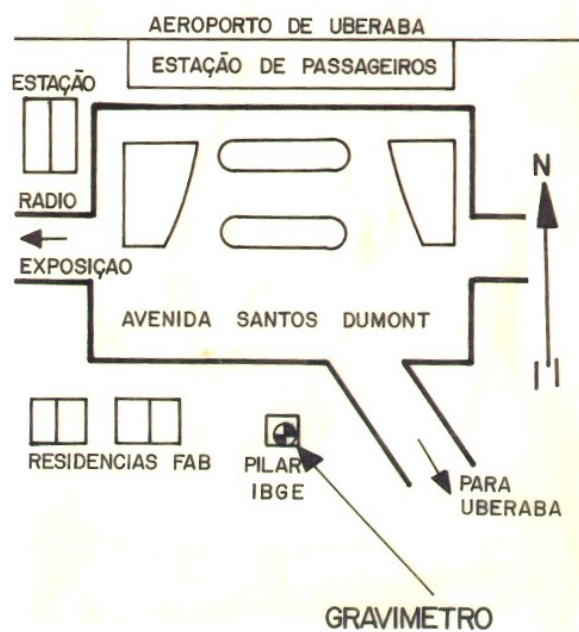 AEROPORTO DE UBERABA
ESTAÇÃO DE PASSAGEIROS
ESTAÇÃO
RADIO
N
EXPOSIÇAO
AVENIDA SANTOS DUMONT
RESIDENCIAS FAB
PILAR
IBGE
PARA
UBERABA
GRAVIMETRO